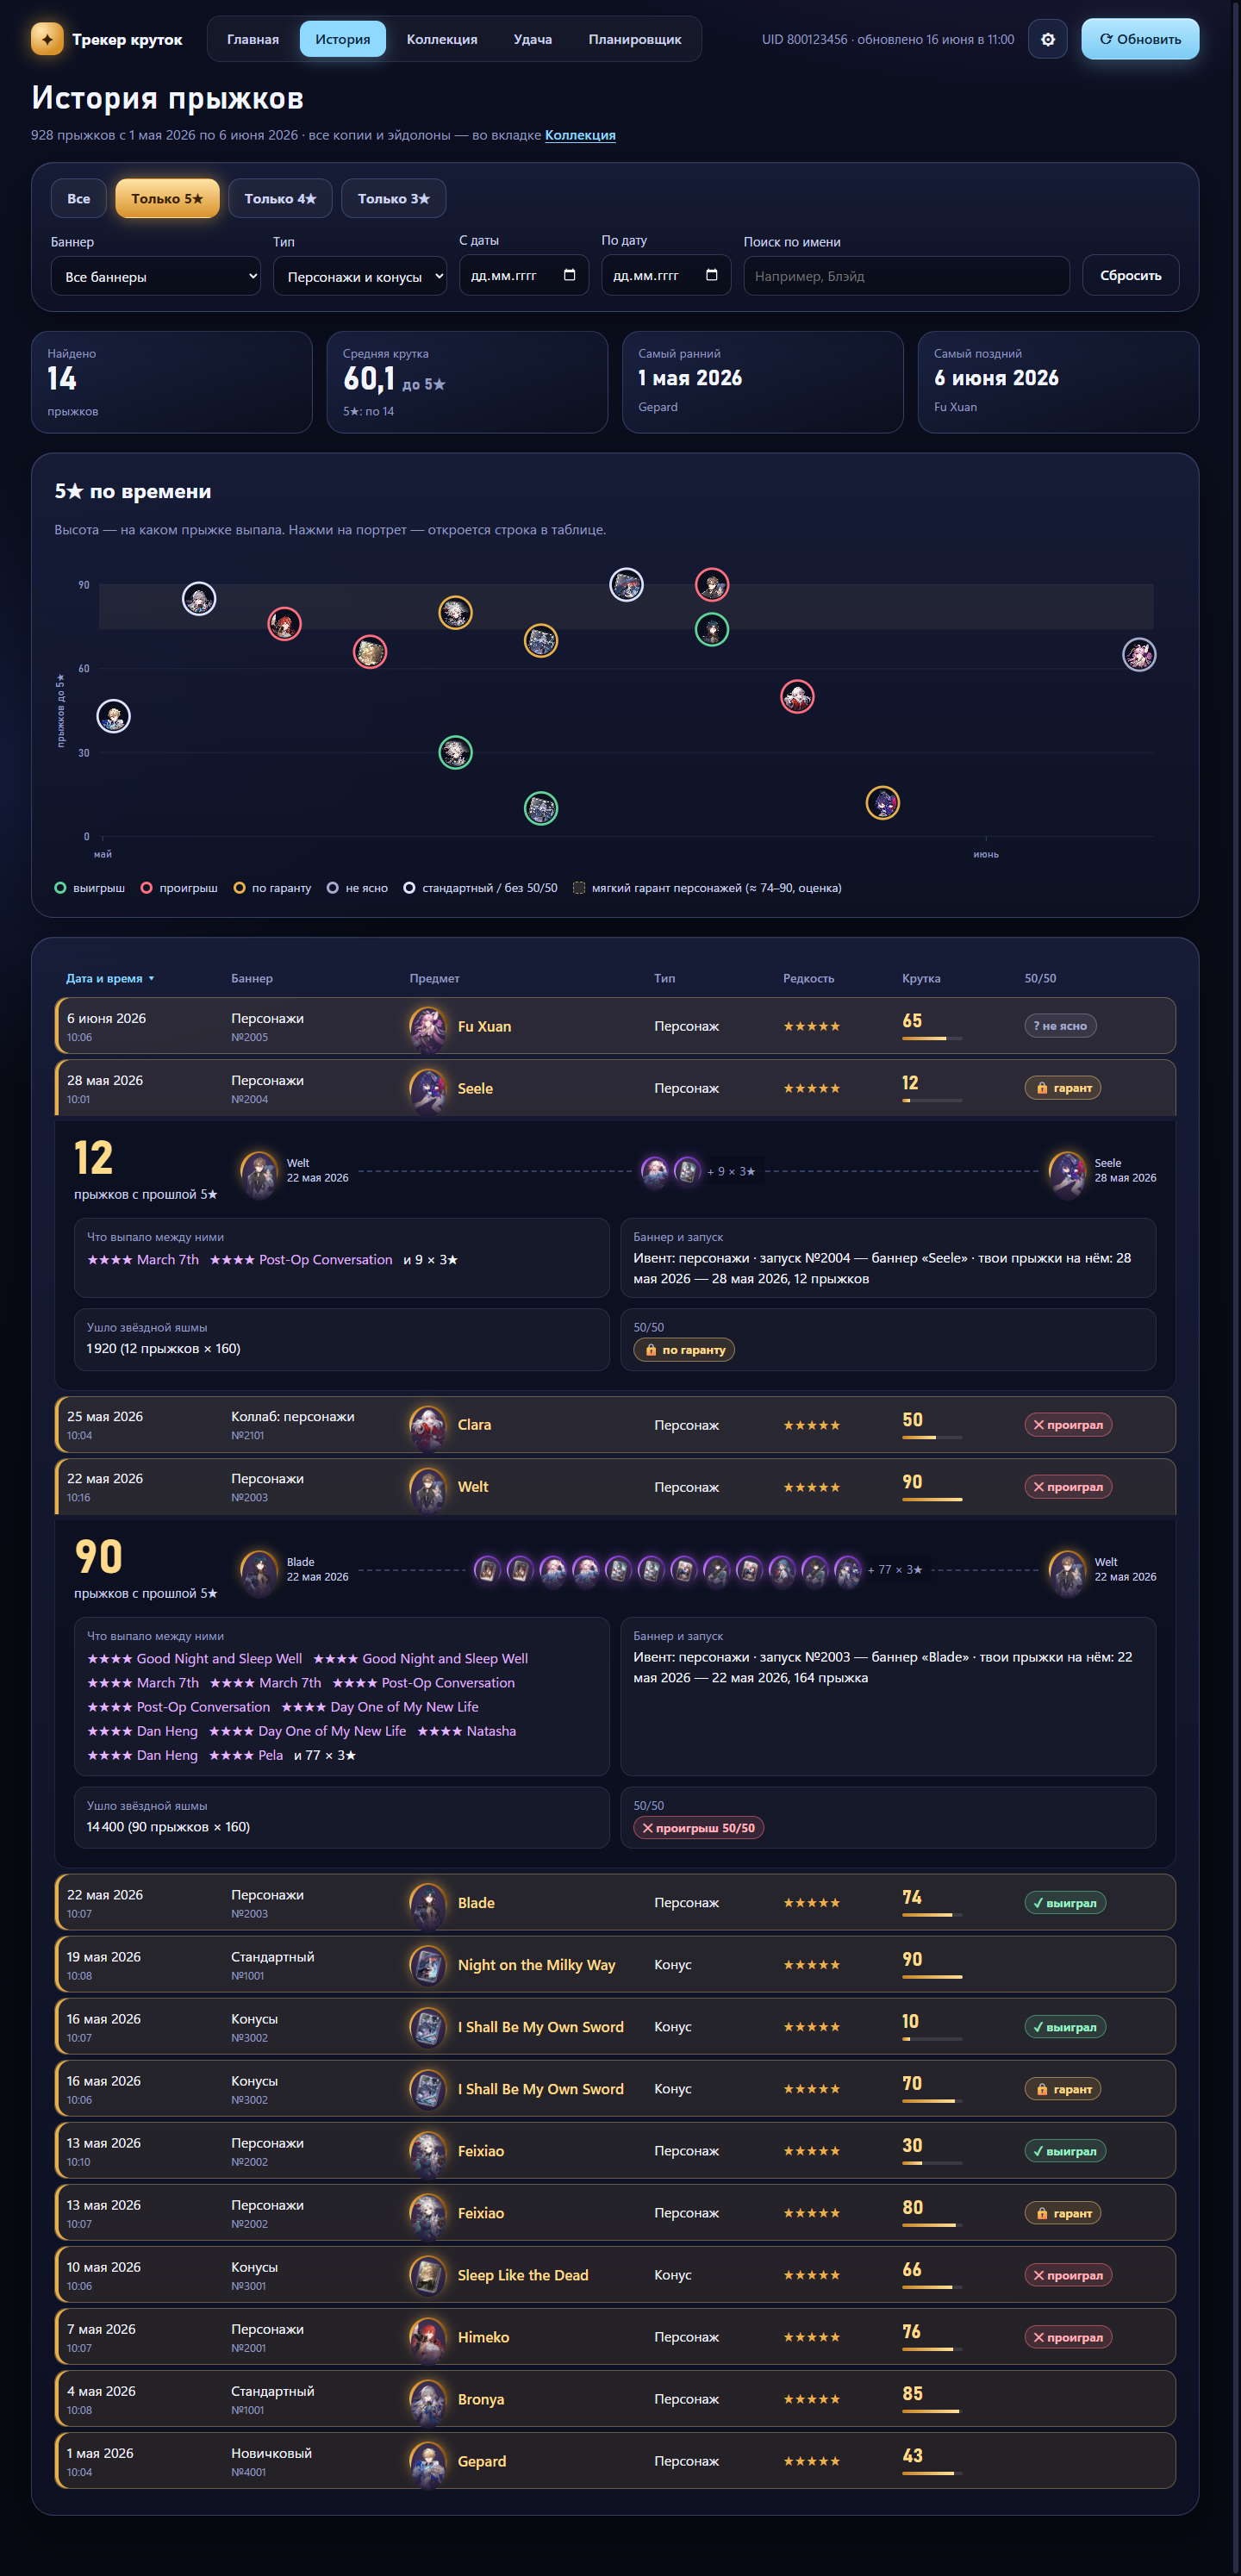 Трекер круток
Главная
История
Коллекция
Удача
Планировщик
UID 800123456 · обновлено 16 июня в 11:00
⟳ Обновить
История прыжков
928 прыжков с 1 мая 2026 по 6 июня 2026 · все копии и эйдолоны — во вкладке Коллекция
Все
Только 5★
Только 4★
Только 3★
Баннер
Тип
С даты
По дату
Поиск по имени
Все баннеры
Персонажи и конусы
дд.мм.гггг
дд.мм.гггг
Например, Блэйд
Сбросить
Найдено
14
прыжков
Средняя крутка
60,1 до 5★
5★: по 14
Самый ранний
1 мая 2026
Gepard
Самый поздний
6 июня 2026
Fu Xuan
5★ по времени
Высота — на каком прыжке выпала. Нажми на портрет — откроется строка в таблице.
прыжков до 5★
90
60
30
0
май
июнь
выигрыш
проигрыш
по гаранту
не ясно
стандартный / без 50/50
мягкий гарант персонажей (≈ 74–90, оценка)
Дата и время ▼ Баннер Предмет Тип Редкость Крутка 50/50
6 июня 2026 Персонажи Fu Xuan Персонаж ★★★★★ 65 ? не ясно
10:06 №2005
28 мая 2026 Персонажи Seele Персонаж ★★★★★ 12 🔒 гарант
10:01 №2004
12
прыжков с прошлой 5★
Welt
22 мая 2026
+ 9 × 3★
Seele
28 мая 2026
Что выпало между ними
★★★★ March 7th ★★★★ Post-Op Conversation и 9 × 3★
Баннер и запуск
Ивент: персонажи · запуск №2004 — баннер «Seele» · твои прыжки на нём: 28
мая 2026 — 28 мая 2026, 12 прыжков
Ушло звёздной яшмы
1 920 (12 прыжков × 160)
50/50
🔒 по гаранту
25 мая 2026 Коллаб: персонажи Clara Персонаж ★★★★★ 50 ✕ проиграл
10:04 №2101
22 мая 2026 Персонажи Welt Персонаж ★★★★★ 90 ✕ проиграл
10:16 №2003
90
прыжков с прошлой 5★
Blade
22 мая 2026
+ 77 × 3★
Welt
22 мая 2026
Что выпало между ними
★★★★ Good Night and Sleep Well ★★★★ Good Night and Sleep Well
★★★★ March 7th ★★★★ March 7th ★★★★ Post-Op Conversation
★★★★ Post-Op Conversation ★★★★ Day One of My New Life
★★★★ Dan Heng ★★★★ Day One of My New Life ★★★★ Natasha
★★★★ Dan Heng ★★★★ Pela и 77 × 3★
Баннер и запуск
Ивент: персонажи · запуск №2003 — баннер «Blade» · твои прыжки на нём: 22
мая 2026 — 22 мая 2026, 164 прыжка
Ушло звёздной яшмы
14 400 (90 прыжков × 160)
50/50
✕ проигрыш 50/50
22 мая 2026 Персонажи Blade Персонаж ★★★★★ 74 ✓ выиграл
10:07 №2003
19 мая 2026 Стандартный Night on the Milky Way Конус ★★★★★ 90
10:08 №1001
16 мая 2026 Конусы I Shall Be My Own Sword Конус ★★★★★ 10 ✓ выиграл
10:07 №3002
16 мая 2026 Конусы I Shall Be My Own Sword Конус ★★★★★ 70 🔒 гарант
10:06 №3002
13 мая 2026 Персонажи Feixiao Персонаж ★★★★★ 30 ✓ выиграл
10:10 №2002
13 мая 2026 Персонажи Feixiao Персонаж ★★★★★ 80 🔒 гарант
10:07 №2002
10 мая 2026 Конусы Sleep Like the Dead Конус ★★★★★ 66 ✕ проиграл
10:06 №3001
7 мая 2026 Персонажи Himeko Персонаж ★★★★★ 76 ✕ проиграл
10:07 №2001
4 мая 2026 Стандартный Bronya Персонаж ★★★★★ 85
10:08 №1001
1 мая 2026 Новичковый Gepard Персонаж ★★★★★ 43
10:04 №4001